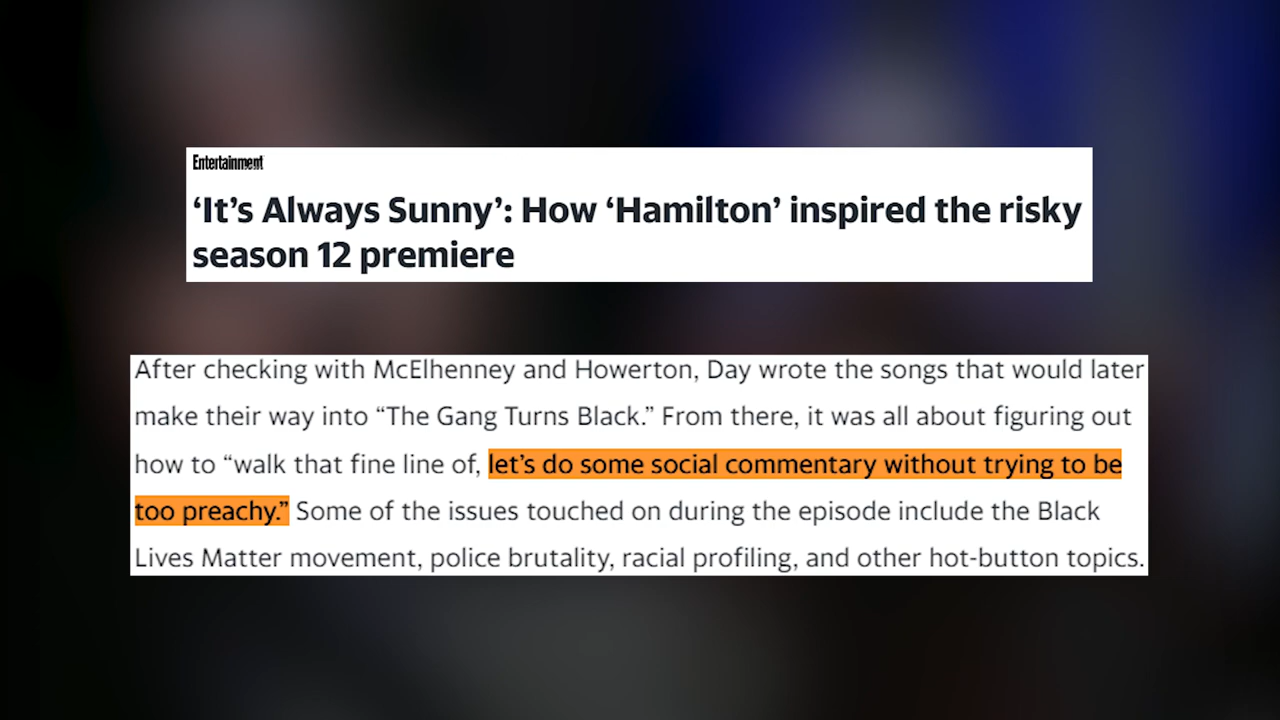 Entertainment
‘It’s Always Sunny’: How ‘Hamilton’ inspired the risky
season 12 premiere
After checking with McElhenney and Howerton, Day wrote the songs that would later
make their way into “The Gang Turns Black.” From there, it was all about figuring out
how to “walk that fine line of, let’s do some social commentary without trying to be
too preachy.” Some of the issues touched on during the episode include the Black
Lives Matter movement, police brutality, racial profiling, and other hot-button topics.